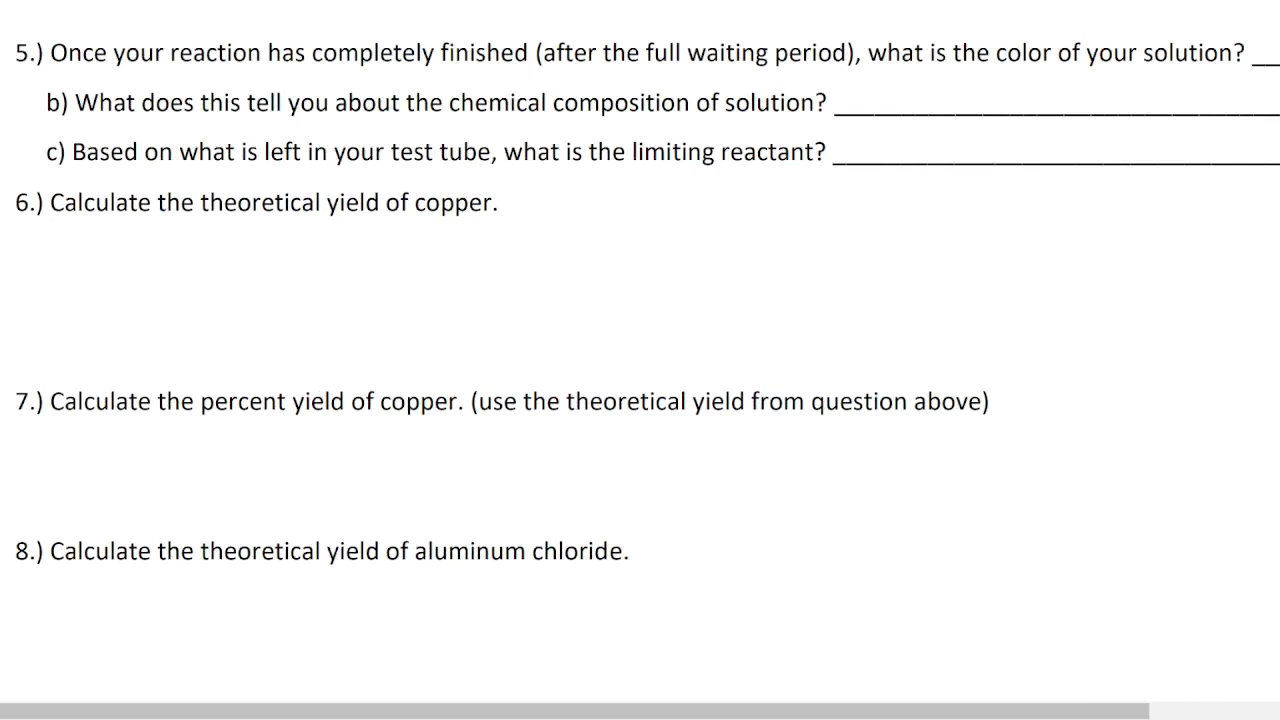 5.) Once your reaction has completely finished (after the full waiting period), what is the color of your solution? __
b) What does this tell you about the chemical composition of solution? _________________________________
c) Based on what is left in your test tube, what is the limiting reactant? _________________________________
6.) Calculate the theoretical yield of copper.
7.) Calculate the percent yield of copper. (use the theoretical yield from question above)
8.) Calculate the theoretical yield of aluminum chloride.